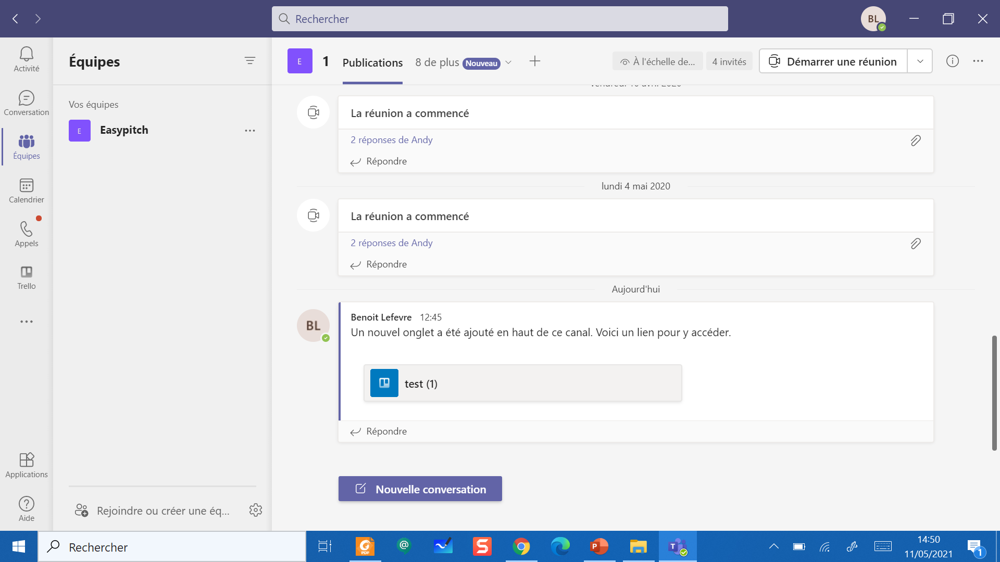 Rechercher
BL
Activité
Conversation
Équipes
Calendrier
Appels
Trello
Applications
Aide
Équipes
Vos équipes
E
Easypitch
Rejoindre ou créer une éq...
E
1
Publications
8 de plus Nouveau
À l'échelle de...
4 invités
Démarrer une réunion
La réunion a commencé
2 réponses de Andy
Répondre
lundi 4 mai 2020
La réunion a commencé
2 réponses de Andy
Répondre
Aujourd'hui
BL
Benoit Lefevre 12:45
Un nouvel onglet a été ajouté en haut de ce canal. Voici un lien pour y accéder.
test (1)
Répondre
Nouvelle conversation
Rechercher
PDF
@
S
P
T
14:50
11/05/2021
1